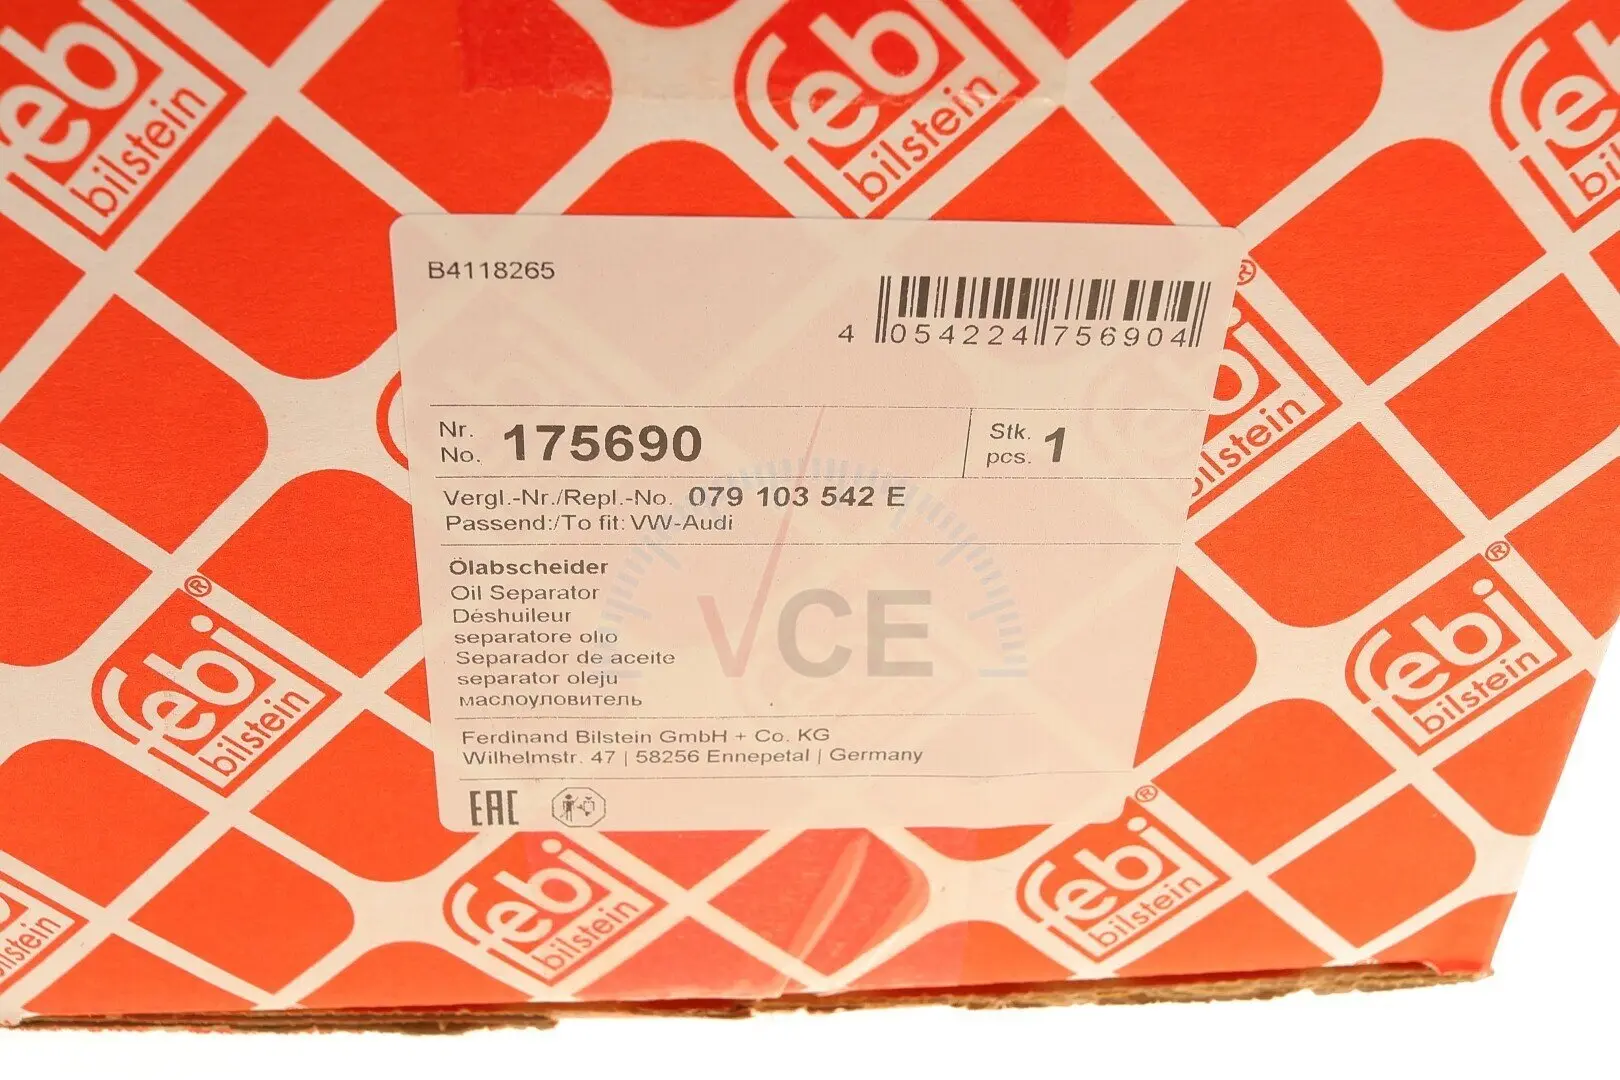 febi
bilstein
febi
bilstein
febi
bilstein
B4118265
4 054224 756904
Nr.
No. 175690
Stk.
pcs. 1
Vergl.-Nr./Repl.-No. 079 103 542 E
Passend:/To fit: VW-Audi
Ölabscheider
Oil Separator
Déshuileur
separatore olio
Separador de aceite
separator oleju
маслоуловитель
VCE
Ferdinand Bilstein GmbH + Co. KG
Wilhelmstr. 47 | 58256 Ennepetal | Germany
EAC
febi®
bilstein
febi®
bilstein
febi®
bilstein
febi
bilstein
febi®
bilstein
bilstein